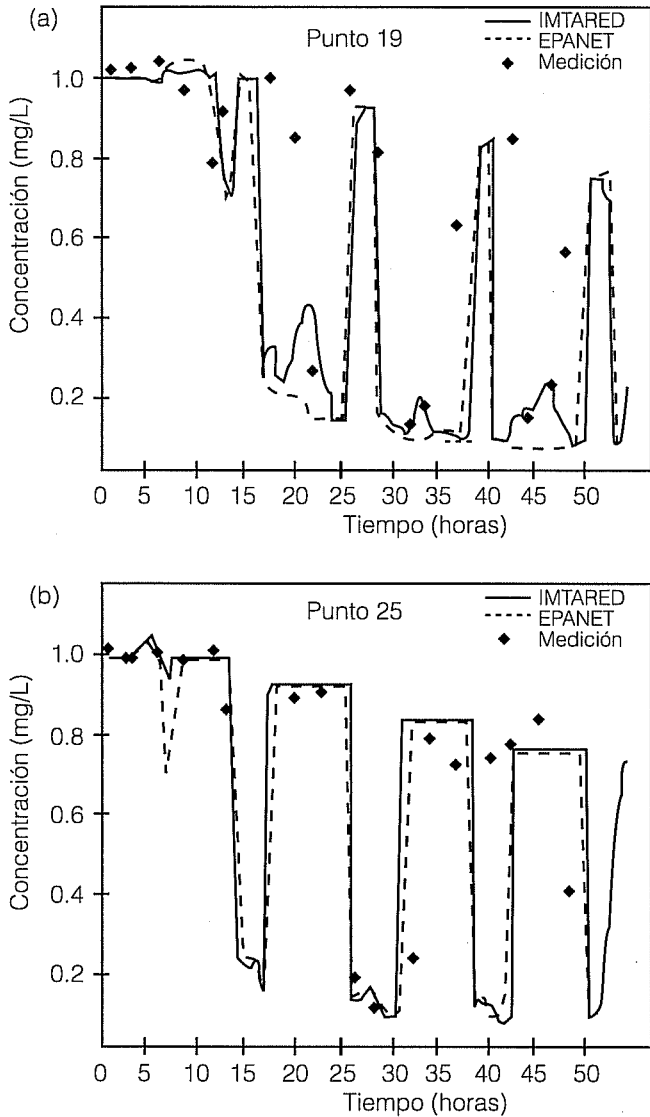 (a)
Punto 19
IMTARED
EPANET
Medición
Concentración (mg/L)
1.0
0.8
0.6
0.4
0.2
0 5 10 15 20 25 30 35 40 45 50
Tiempo (horas)
(b)
Punto 25
IMTARED
EPANET
Medición
Concentración (mg/L)
1.0
0.8
0.6
0.4
0.2
0 5 10 15 20 25 30 35 40 45 50
Tiempo (horas)